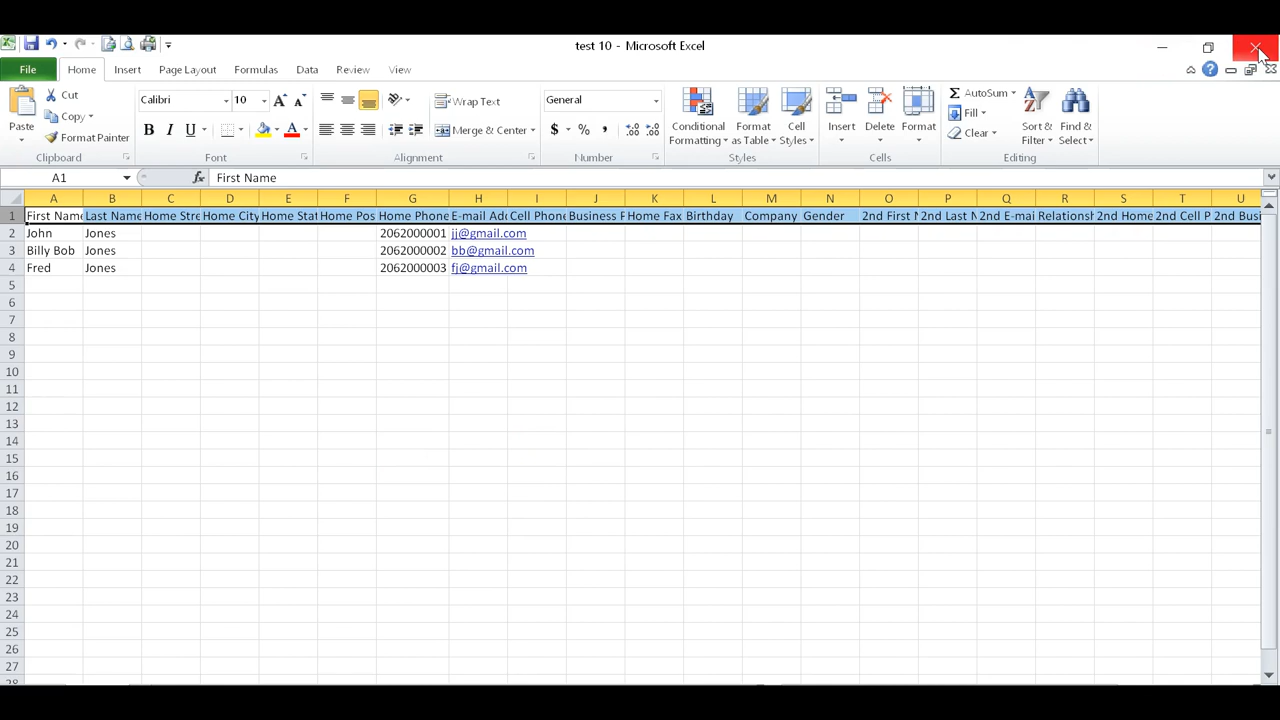 test 10 - Microsoft Excel
File Home Insert Page Layout Formulas Data Review View
Paste
Cut
Copy
Format Painter
Clipboard
Calibri 10
B I U
A
Font
Wrap Text
Merge & Center
Alignment
General
$ % ,
Number
Conditional Formatting
Format as Table
Cell Styles
Styles
Insert
Delete
Format
Cells
Σ AutoSum
Fill
Clear
Sort & Filter
Find & Select
Editing
A1 fx First Name
A B C D E F G H I J K L M N O P Q R S T U
1 First Name Last Name Home Stre Home City Home Stat Home Pos Home Phone E-mail Add Cell Phone Business F Home Fax Birthday Company Gender 2nd First N 2nd Last N 2nd E-mai Relationsh 2nd Home 2nd Cell P 2nd Busi
2 John Jones 2062000001 jj@gmail.com
3 Billy Bob Jones 2062000002 bb@gmail.com
4 Fred Jones 2062000003 fj@gmail.com
5
6
7
8
9
10
11
12
13
14
15
16
17
18
19
20
21
22
23
24
25
26
27
28